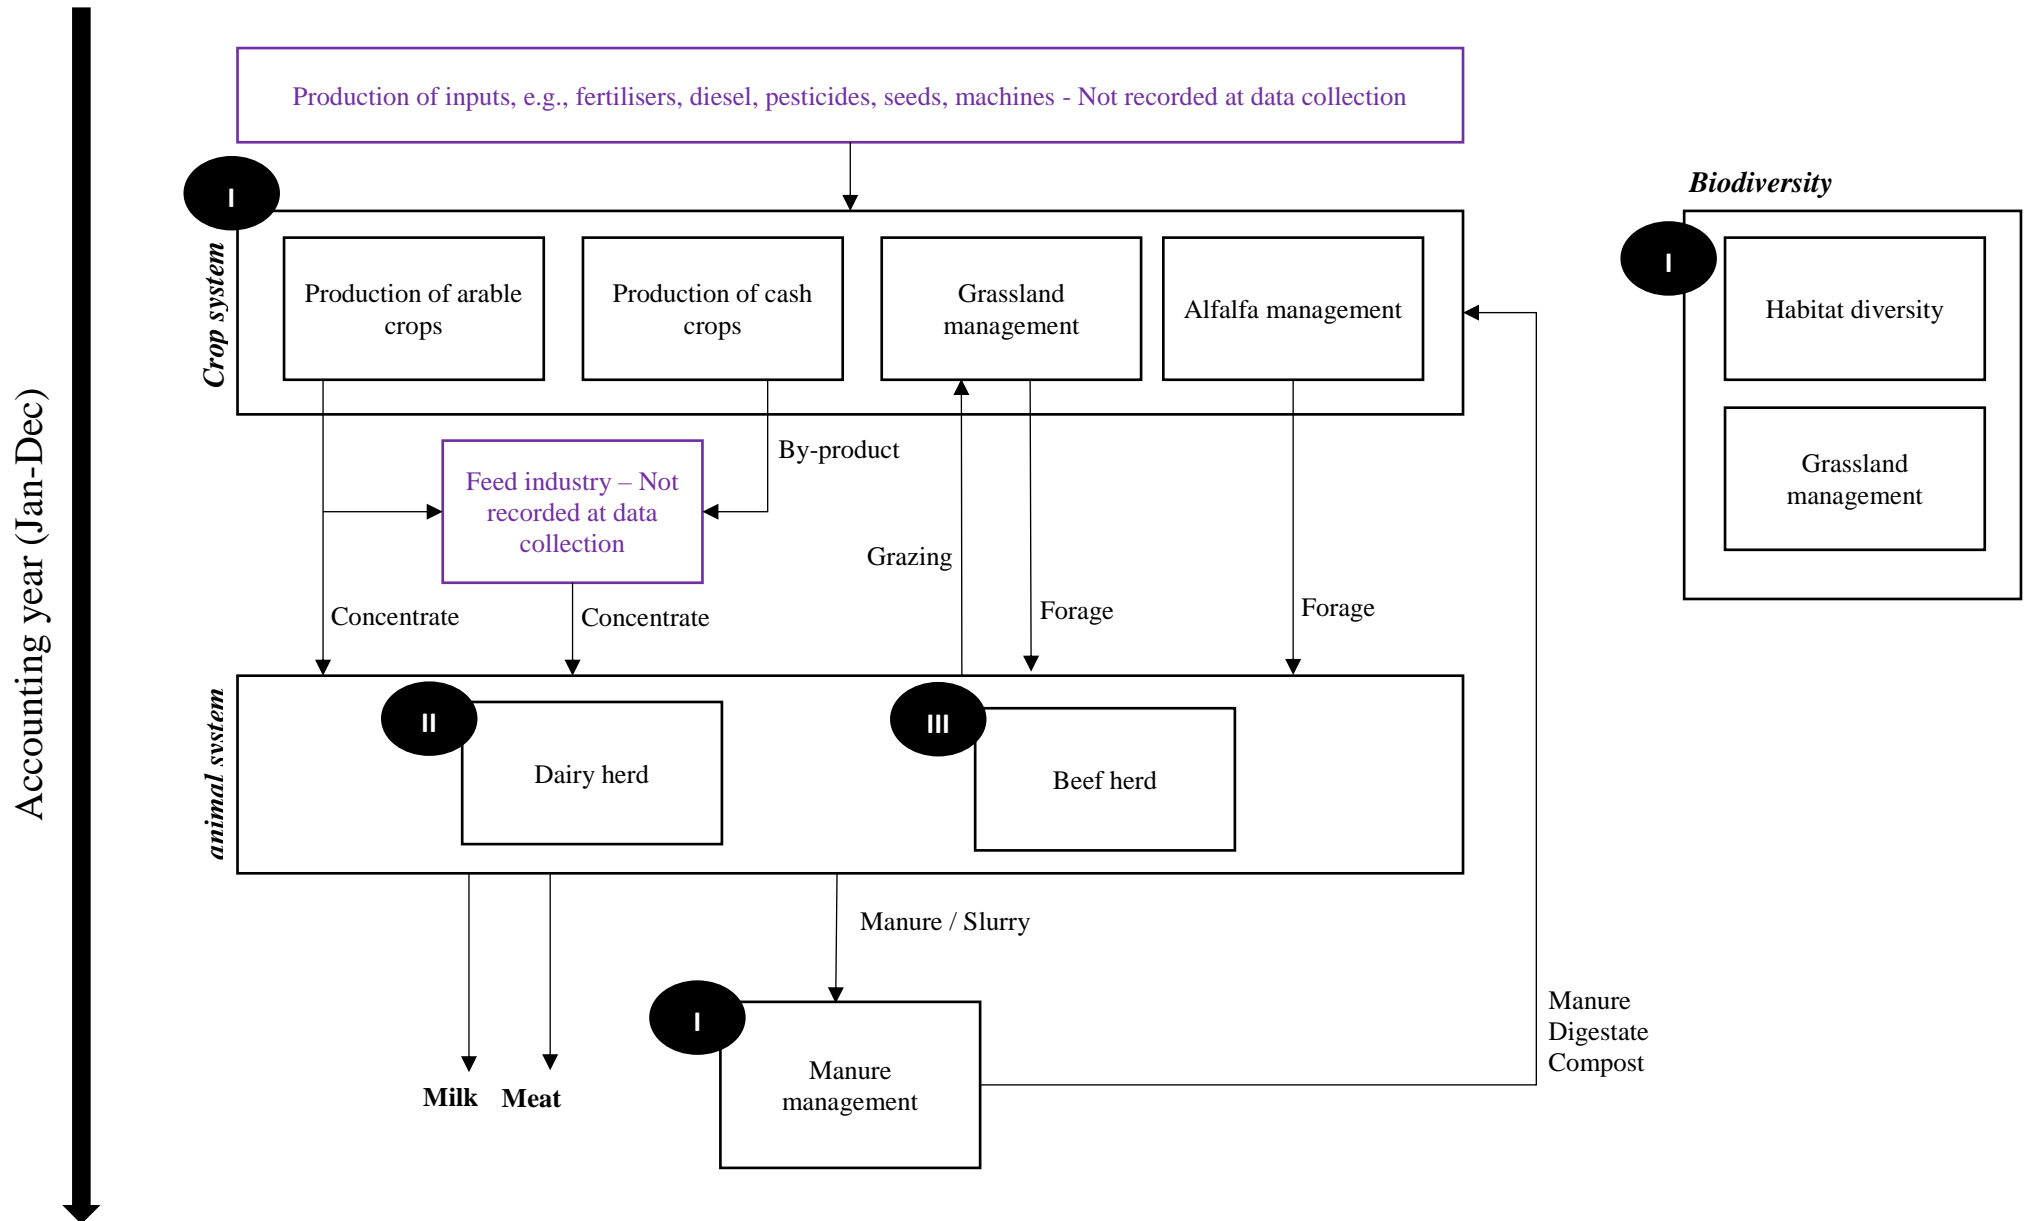 Accounting year (Jan-Dec)
Production of inputs, e.g., fertilisers, diesel, pesticides, seeds, machines - Not recorded at data collection
I
Crop system
Production of arable
crops
Production of cash
crops
Grassland
management
Alfalfa management
Biodiversity
I
Habitat diversity
Grassland
management
By-product
Feed industry – Not
recorded at data
collection
Grazing
Concentrate
Concentrate
Forage
Forage
animal system
II
Dairy herd
III
Beef herd
Manure / Slurry
I
Manure
management
Milk
Meat
Manure
Digestate
Compost